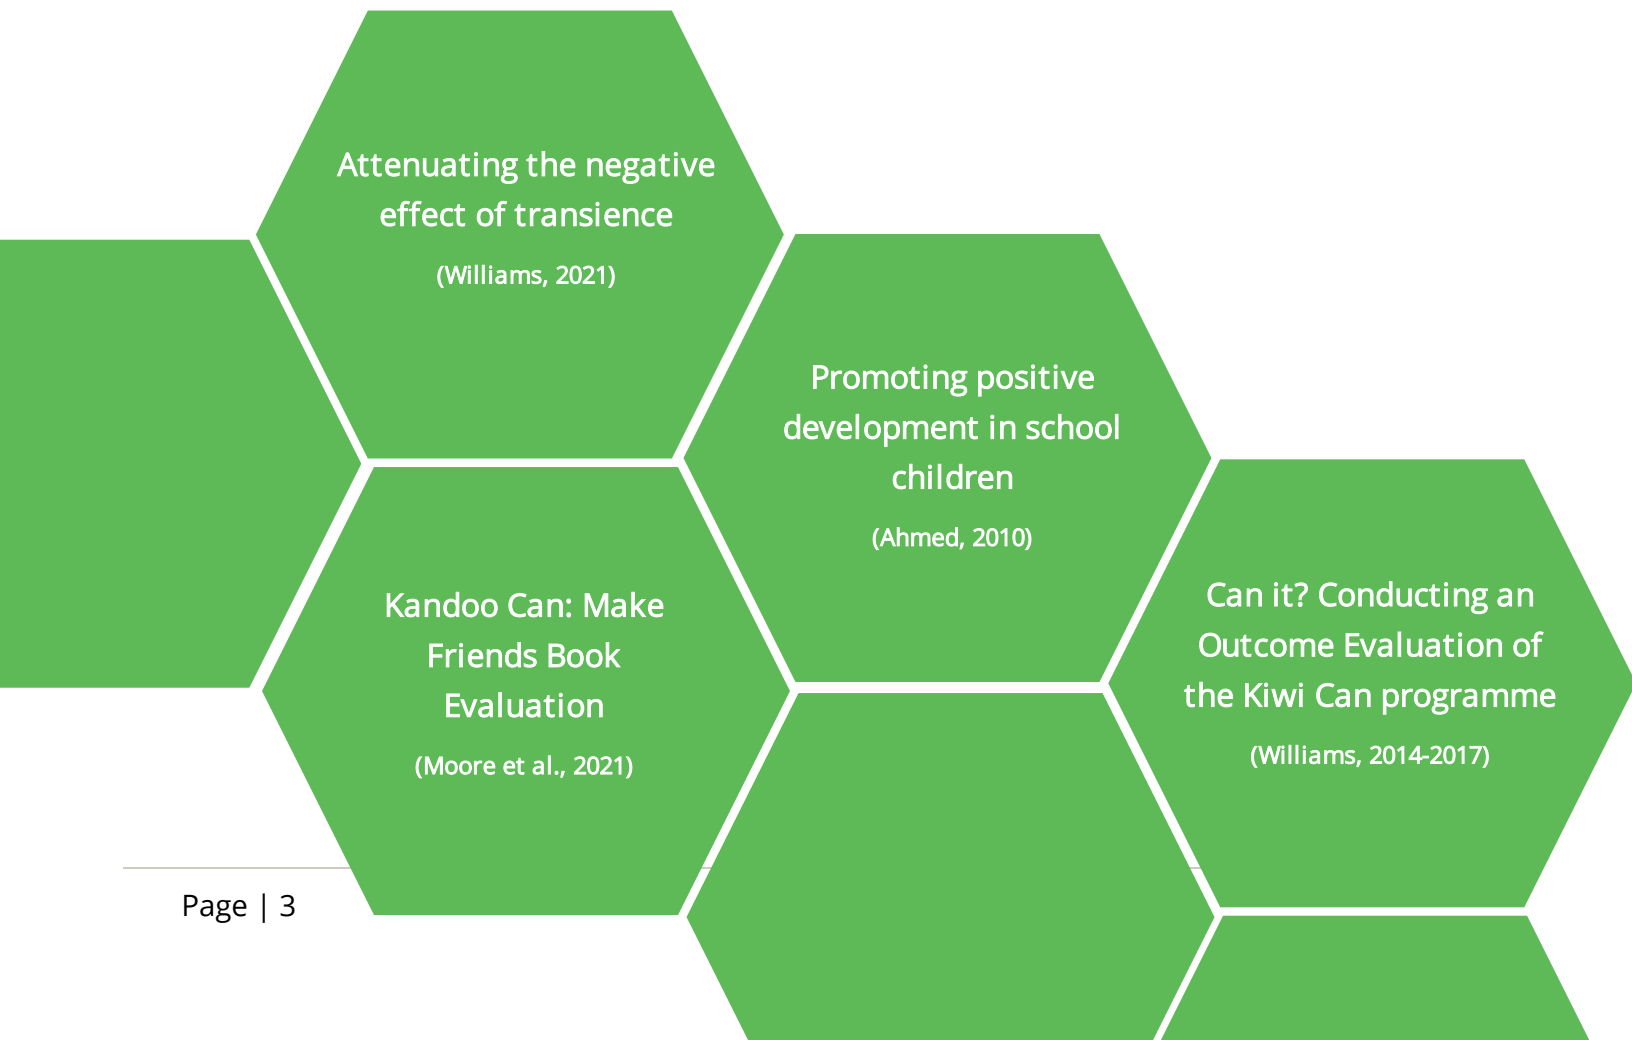 Attenuating the negative
effect of transience
(Williams, 2021)
Promoting positive
development in school
children
(Ahmed, 2010)
Kandoo Can: Make
Friends Book
Evaluation
(Moore et al., 2021)
Can it? Conducting an
Outcome Evaluation of
the Kiwi Can programme
(Williams, 2014-2017)
Page | 3